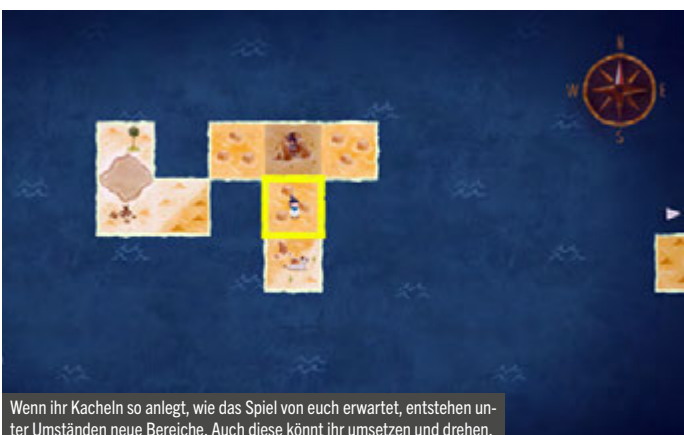 N
W E
S
Wenn ihr Kacheln so anlegt, wie das Spiel von euch erwartet, entstehen un-
ter Umständen neue Bereiche. Auch diese könnt ihr umsetzen und drehen.